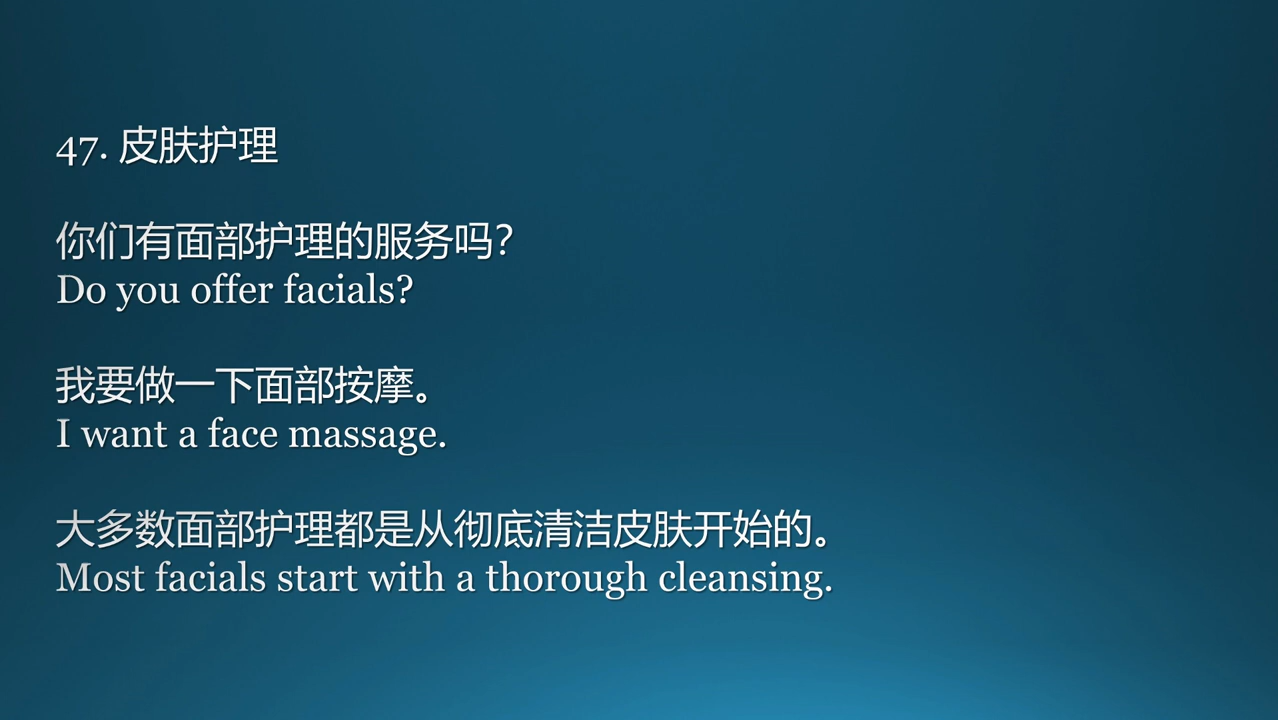 47. 皮肤护理
你们有面部护理的服务吗?
Do you offer facials?
我要做一下面部按摩。
I want a face massage.
大多数面部护理都是从彻底清洁皮肤开始的。
Most facials start with a thorough cleansing.